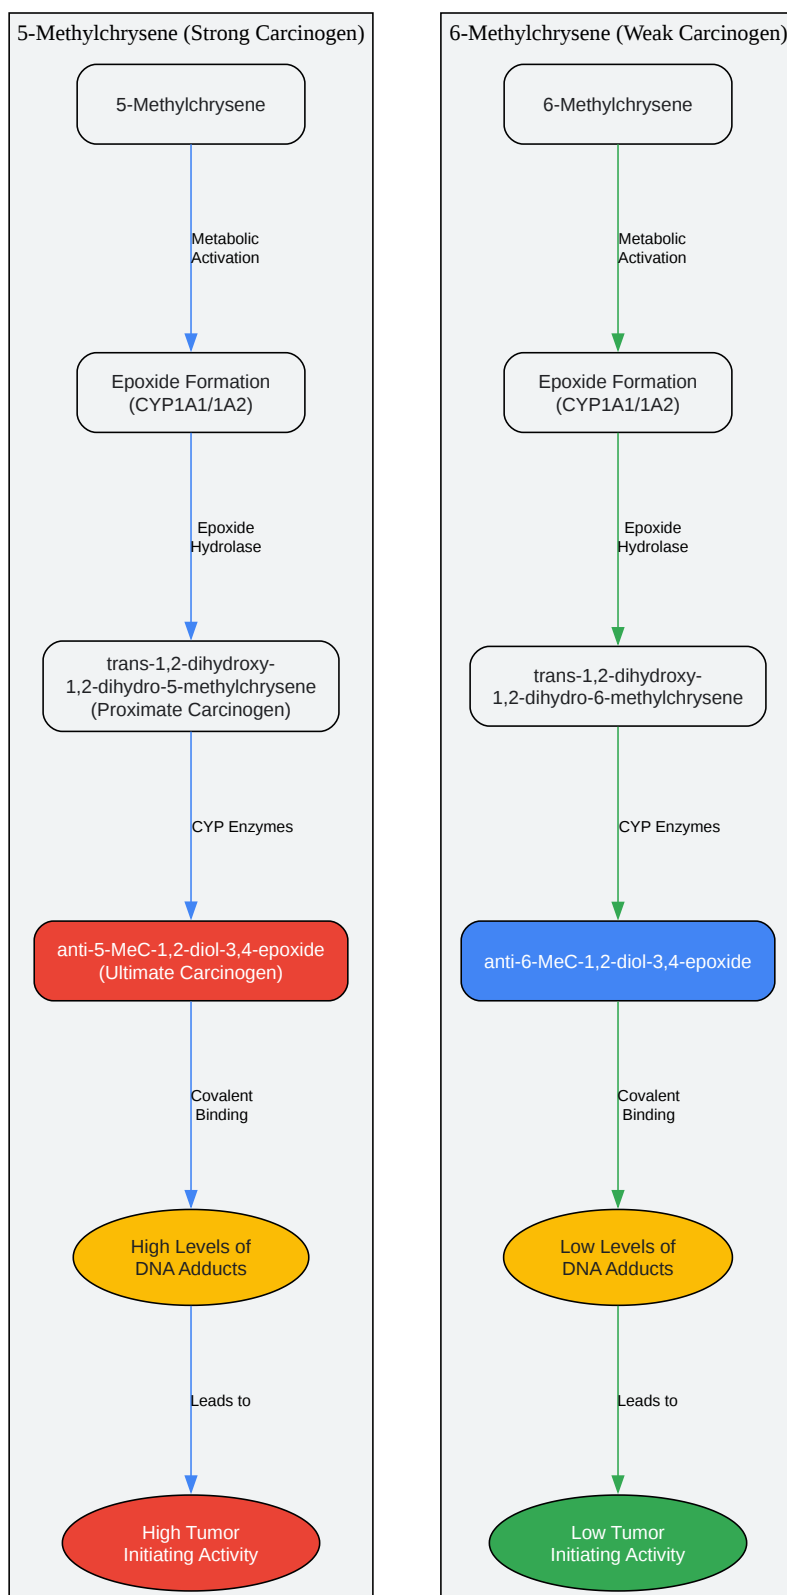 5-Methylchrysene (Strong Carcinogen)
5-Methylchrysene
Metabolic
Activation
Epoxide Formation
(CYP1A1/1A2)
Epoxide
Hydrolase
trans-1,2-dihydroxy-
1,2-dihydro-5-methylchrysene
(Proximate Carcinogen)
CYP Enzymes
anti-5-MeC-1,2-diol-3,4-epoxide
(Ultimate Carcinogen)
Covalent
Binding
High Levels of
DNA Adducts
Leads to
High Tumor
Initiating Activity
6-Methylchrysene (Weak Carcinogen)
6-Methylchrysene
Metabolic
Activation
Epoxide Formation
(CYP1A1/1A2)
Epoxide
Hydrolase
trans-1,2-dihydroxy-
1,2-dihydro-6-methylchrysene
CYP Enzymes
anti-6-MeC-1,2-diol-3,4-epoxide
Covalent
Binding
Low Levels of
DNA Adducts
Leads to
Low Tumor
Initiating Activity